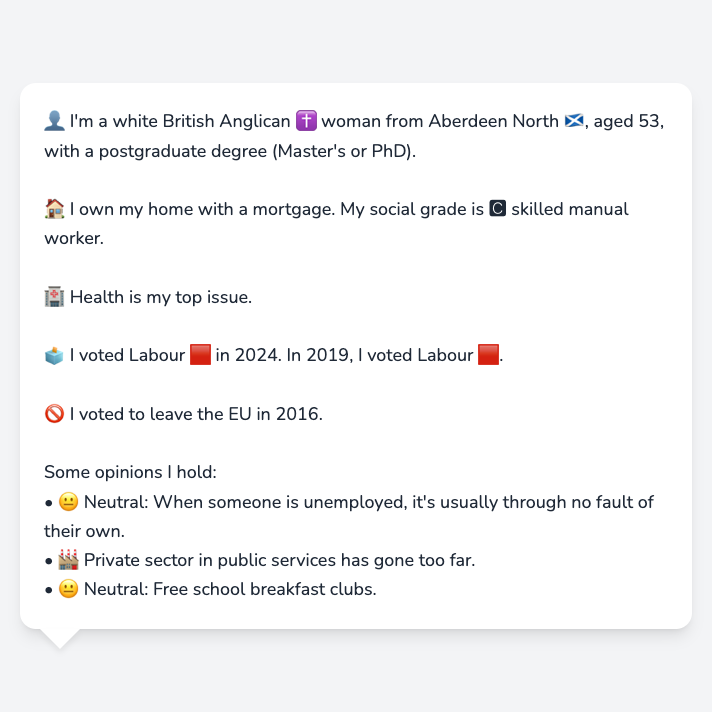 👤 I'm a white British Anglican ✝️ woman from Aberdeen North 🏴󠁧󠁢󠁳󠁣󠁴󠁿, aged 53,
with a postgraduate degree (Master's or PhD).
🏠 I own my home with a mortgage. My social grade is 🅲 skilled manual
worker.
🏥 Health is my top issue.
🗳️ I voted Labour 🟥 in 2024. In 2019, I voted Labour 🟥.
🚫 I voted to leave the EU in 2016.
Some opinions I hold:
• 😐 Neutral: When someone is unemployed, it's usually through no fault of
their own.
• 🏭 Private sector in public services has gone too far.
• 😐 Neutral: Free school breakfast clubs.